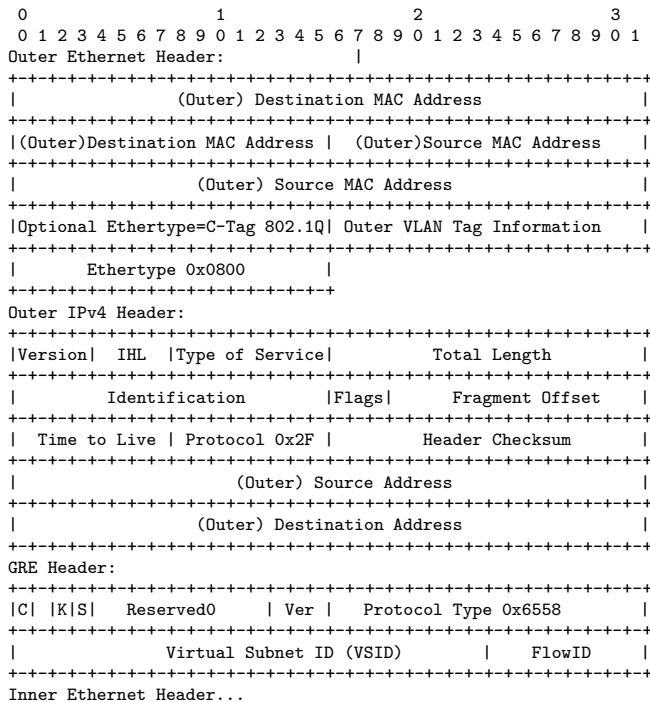 0                   1                   2                   3
 0 1 2 3 4 5 6 7 8 9 0 1 2 3 4 5 6 7 8 9 0 1 2 3 4 5 6 7 8 9 0 1
Outer Ethernet Header:             |
+-+-+-+-+-+-+-+-+-+-+-+-+-+-+-+-+-+-+-+-+-+-+-+-+-+-+-+-+-+-+-+-+
|                (Outer) Destination MAC Address                |
+-+-+-+-+-+-+-+-+-+-+-+-+-+-+-+-+-+-+-+-+-+-+-+-+-+-+-+-+-+-+-+-+
|(Outer)Destination MAC Address |  (Outer)Source MAC Address    |
+-+-+-+-+-+-+-+-+-+-+-+-+-+-+-+-+-+-+-+-+-+-+-+-+-+-+-+-+-+-+-+-+
|                  (Outer) Source MAC Address                   |
+-+-+-+-+-+-+-+-+-+-+-+-+-+-+-+-+-+-+-+-+-+-+-+-+-+-+-+-+-+-+-+-+
|Optional Ethertype=C-Tag 802.1Q| Outer VLAN Tag Information    |
+-+-+-+-+-+-+-+-+-+-+-+-+-+-+-+-+-+-+-+-+-+-+-+-+-+-+-+-+-+-+-+-+
|       Ethertype 0x0800        |
+-+-+-+-+-+-+-+-+-+-+-+-+-+-+-+-+
Outer IPv4 Header:
+-+-+-+-+-+-+-+-+-+-+-+-+-+-+-+-+-+-+-+-+-+-+-+-+-+-+-+-+-+-+-+-+
|Version|  IHL  |Type of Service|          Total Length         |
+-+-+-+-+-+-+-+-+-+-+-+-+-+-+-+-+-+-+-+-+-+-+-+-+-+-+-+-+-+-+-+-+
|         Identification        |Flags|      Fragment Offset    |
+-+-+-+-+-+-+-+-+-+-+-+-+-+-+-+-+-+-+-+-+-+-+-+-+-+-+-+-+-+-+-+-+
|  Time to Live | Protocol 0x2F |         Header Checksum       |
+-+-+-+-+-+-+-+-+-+-+-+-+-+-+-+-+-+-+-+-+-+-+-+-+-+-+-+-+-+-+-+-+
|                      (Outer) Source Address                   |
+-+-+-+-+-+-+-+-+-+-+-+-+-+-+-+-+-+-+-+-+-+-+-+-+-+-+-+-+-+-+-+-+
|                  (Outer) Destination Address                  |
+-+-+-+-+-+-+-+-+-+-+-+-+-+-+-+-+-+-+-+-+-+-+-+-+-+-+-+-+-+-+-+-+
GRE Header:
+-+-+-+-+-+-+-+-+-+-+-+-+-+-+-+-+-+-+-+-+-+-+-+-+-+-+-+-+-+-+-+-+
|C| |K|S|   Reserved0     | Ver |   Protocol Type 0x6558        |
+-+-+-+-+-+-+-+-+-+-+-+-+-+-+-+-+-+-+-+-+-+-+-+-+-+-+-+-+-+-+-+-+
|               Virtual Subnet ID (VSID)        |    FlowID     |
+-+-+-+-+-+-+-+-+-+-+-+-+-+-+-+-+-+-+-+-+-+-+-+-+-+-+-+-+-+-+-+-+
Inner Ethernet Header...